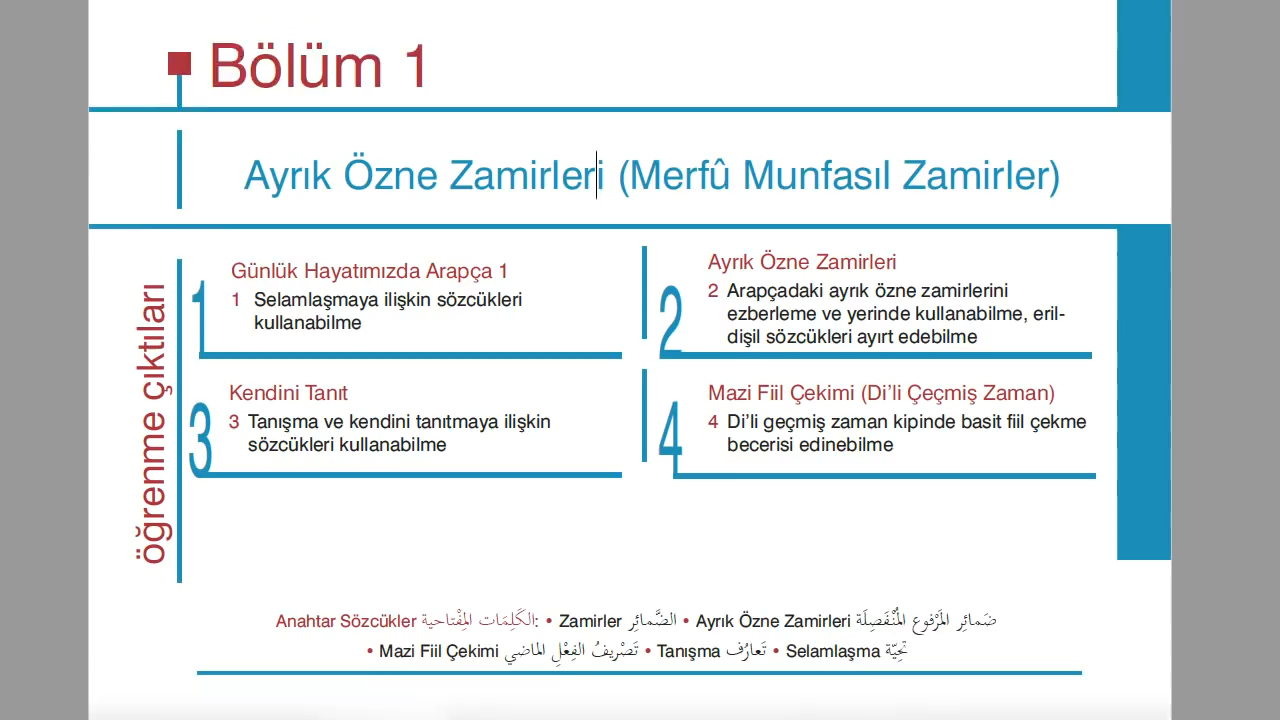 Bölüm 1
Ayrık Özne Zamirleri (Merfû Munfasıl Zamirler)
öğrenme çıktıları
1
Günlük Hayatımızda Arapça 1
1 Selamlaşmaya ilişkin sözcükleri
kullanabilme
2
Ayrık Özne Zamirleri
2 Arapçadaki ayrık özne zamirlerini
ezberleme ve yerinde kullanabilme, eril-
dişil sözcükleri ayırt edebilme
3
Kendini Tanıt
3 Tanışma ve kendini tanıtmaya ilişkin
sözcükleri kullanabilme
4
Mazi Fiil Çekimi (Di’li Çeçmiş Zaman)
4 Di’li geçmiş zaman kipinde basit fiil çekme
becerisi edinebilme
Anahtar Sözcükler الكَلِمَات المِفْتاحية: • Zamirler الضَّمائِر • Ayrık Özne Zamirleri ضَمائِر المَرْفوع المُنْفَصِلَة
• Mazi Fiil Çekimi تَصْريفُ الفِعْلِ الماضي • Tanışma تَعارُف • Selamlaşma تَحِيّة